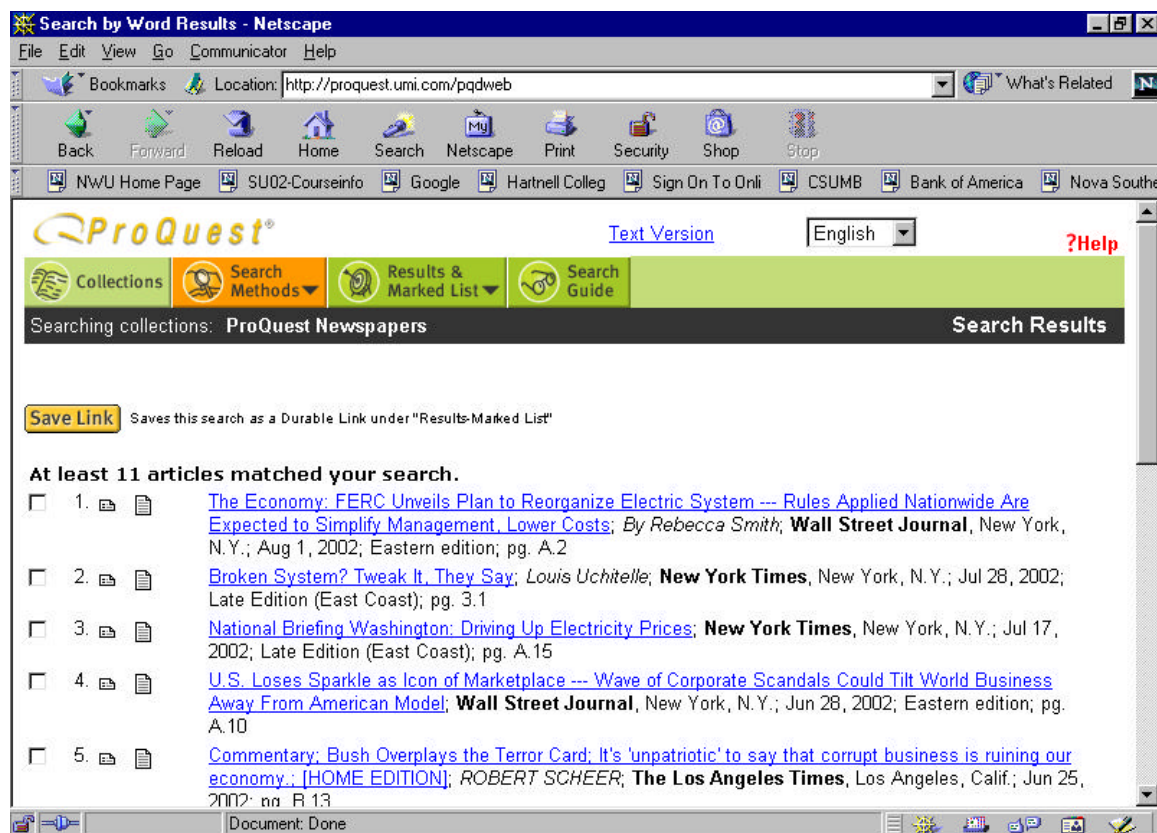 Search by Word Results - Netscape
File Edit View Go Communicator Help
Bookmarks Location: http://proquest.umi.com/pqdweb What's Related N
Back Forward Reload Home Search Netscape Print Security Shop Stop
My
NWU Home Page SU02-Courseinfo Google Hartnell Colleg Sign On To Onli CSUMB Bank of America Nova Southe
ProQuest® Text Version English ?Help
Collections Search Methods Results & Marked List Search Guide
Searching collections: ProQuest Newspapers Search Results
Save Link Saves this search as a Durable Link under "Results-Marked List"
At least 11 articles matched your search.
1. The Economy: FERC Unveils Plan to Reorganize Electric System --- Rules Applied Nationwide Are
Expected to Simplify Management, Lower Costs; By Rebecca Smith; Wall Street Journal, New York,
N.Y.; Aug 1, 2002; Eastern edition; pg. A.2
2. Broken System? Tweak It, They Say; Louis Uchitelle; New York Times, New York, N.Y.; Jul 28, 2002;
Late Edition (East Coast); pg. 3.1
3. National Briefing Washington: Driving Up Electricity Prices; New York Times, New York, N.Y.; Jul 17,
2002; Late Edition (East Coast); pg. A.15
4. U.S. Loses Sparkle as Icon of Marketplace --- Wave of Corporate Scandals Could Tilt World Business
Away From American Model; Wall Street Journal, New York, N.Y.; Jun 28, 2002; Eastern edition; pg.
A.10
5. Commentary; Bush Overplays the Terror Card; It's 'unpatriotic' to say that corrupt business is ruining our
economy.; [HOME EDITION]; ROBERT SCHEER; The Los Angeles Times, Los Angeles, Calif.; Jun 25,
2002; pg. B.13
Document: Done